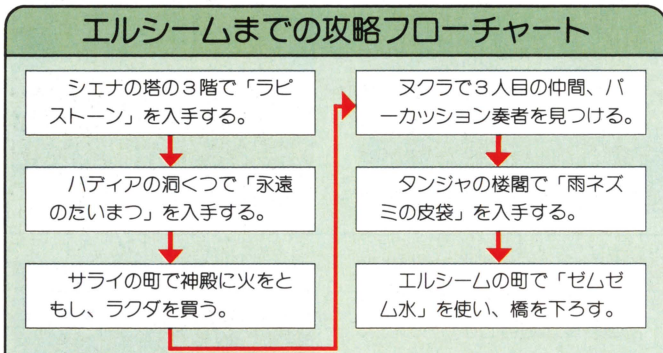 エルシームまでの攻略フローチャート
シエナの塔の3階で「ラピ
ストーン」を入手する。
ハディアの洞くつで「永遠
のたいまつ」を入手する。
サライの町で神殿に火をと
もし、ラクダを買う。
ヌクラで3人目の仲間、パ
ーカッション奏者を見つける。
タンジャの楼閣で「雨ネズ
ミの皮袋」を入手する。
エルシームの町で「ゼムゼ
ム水」を使い、橋を下ろす。